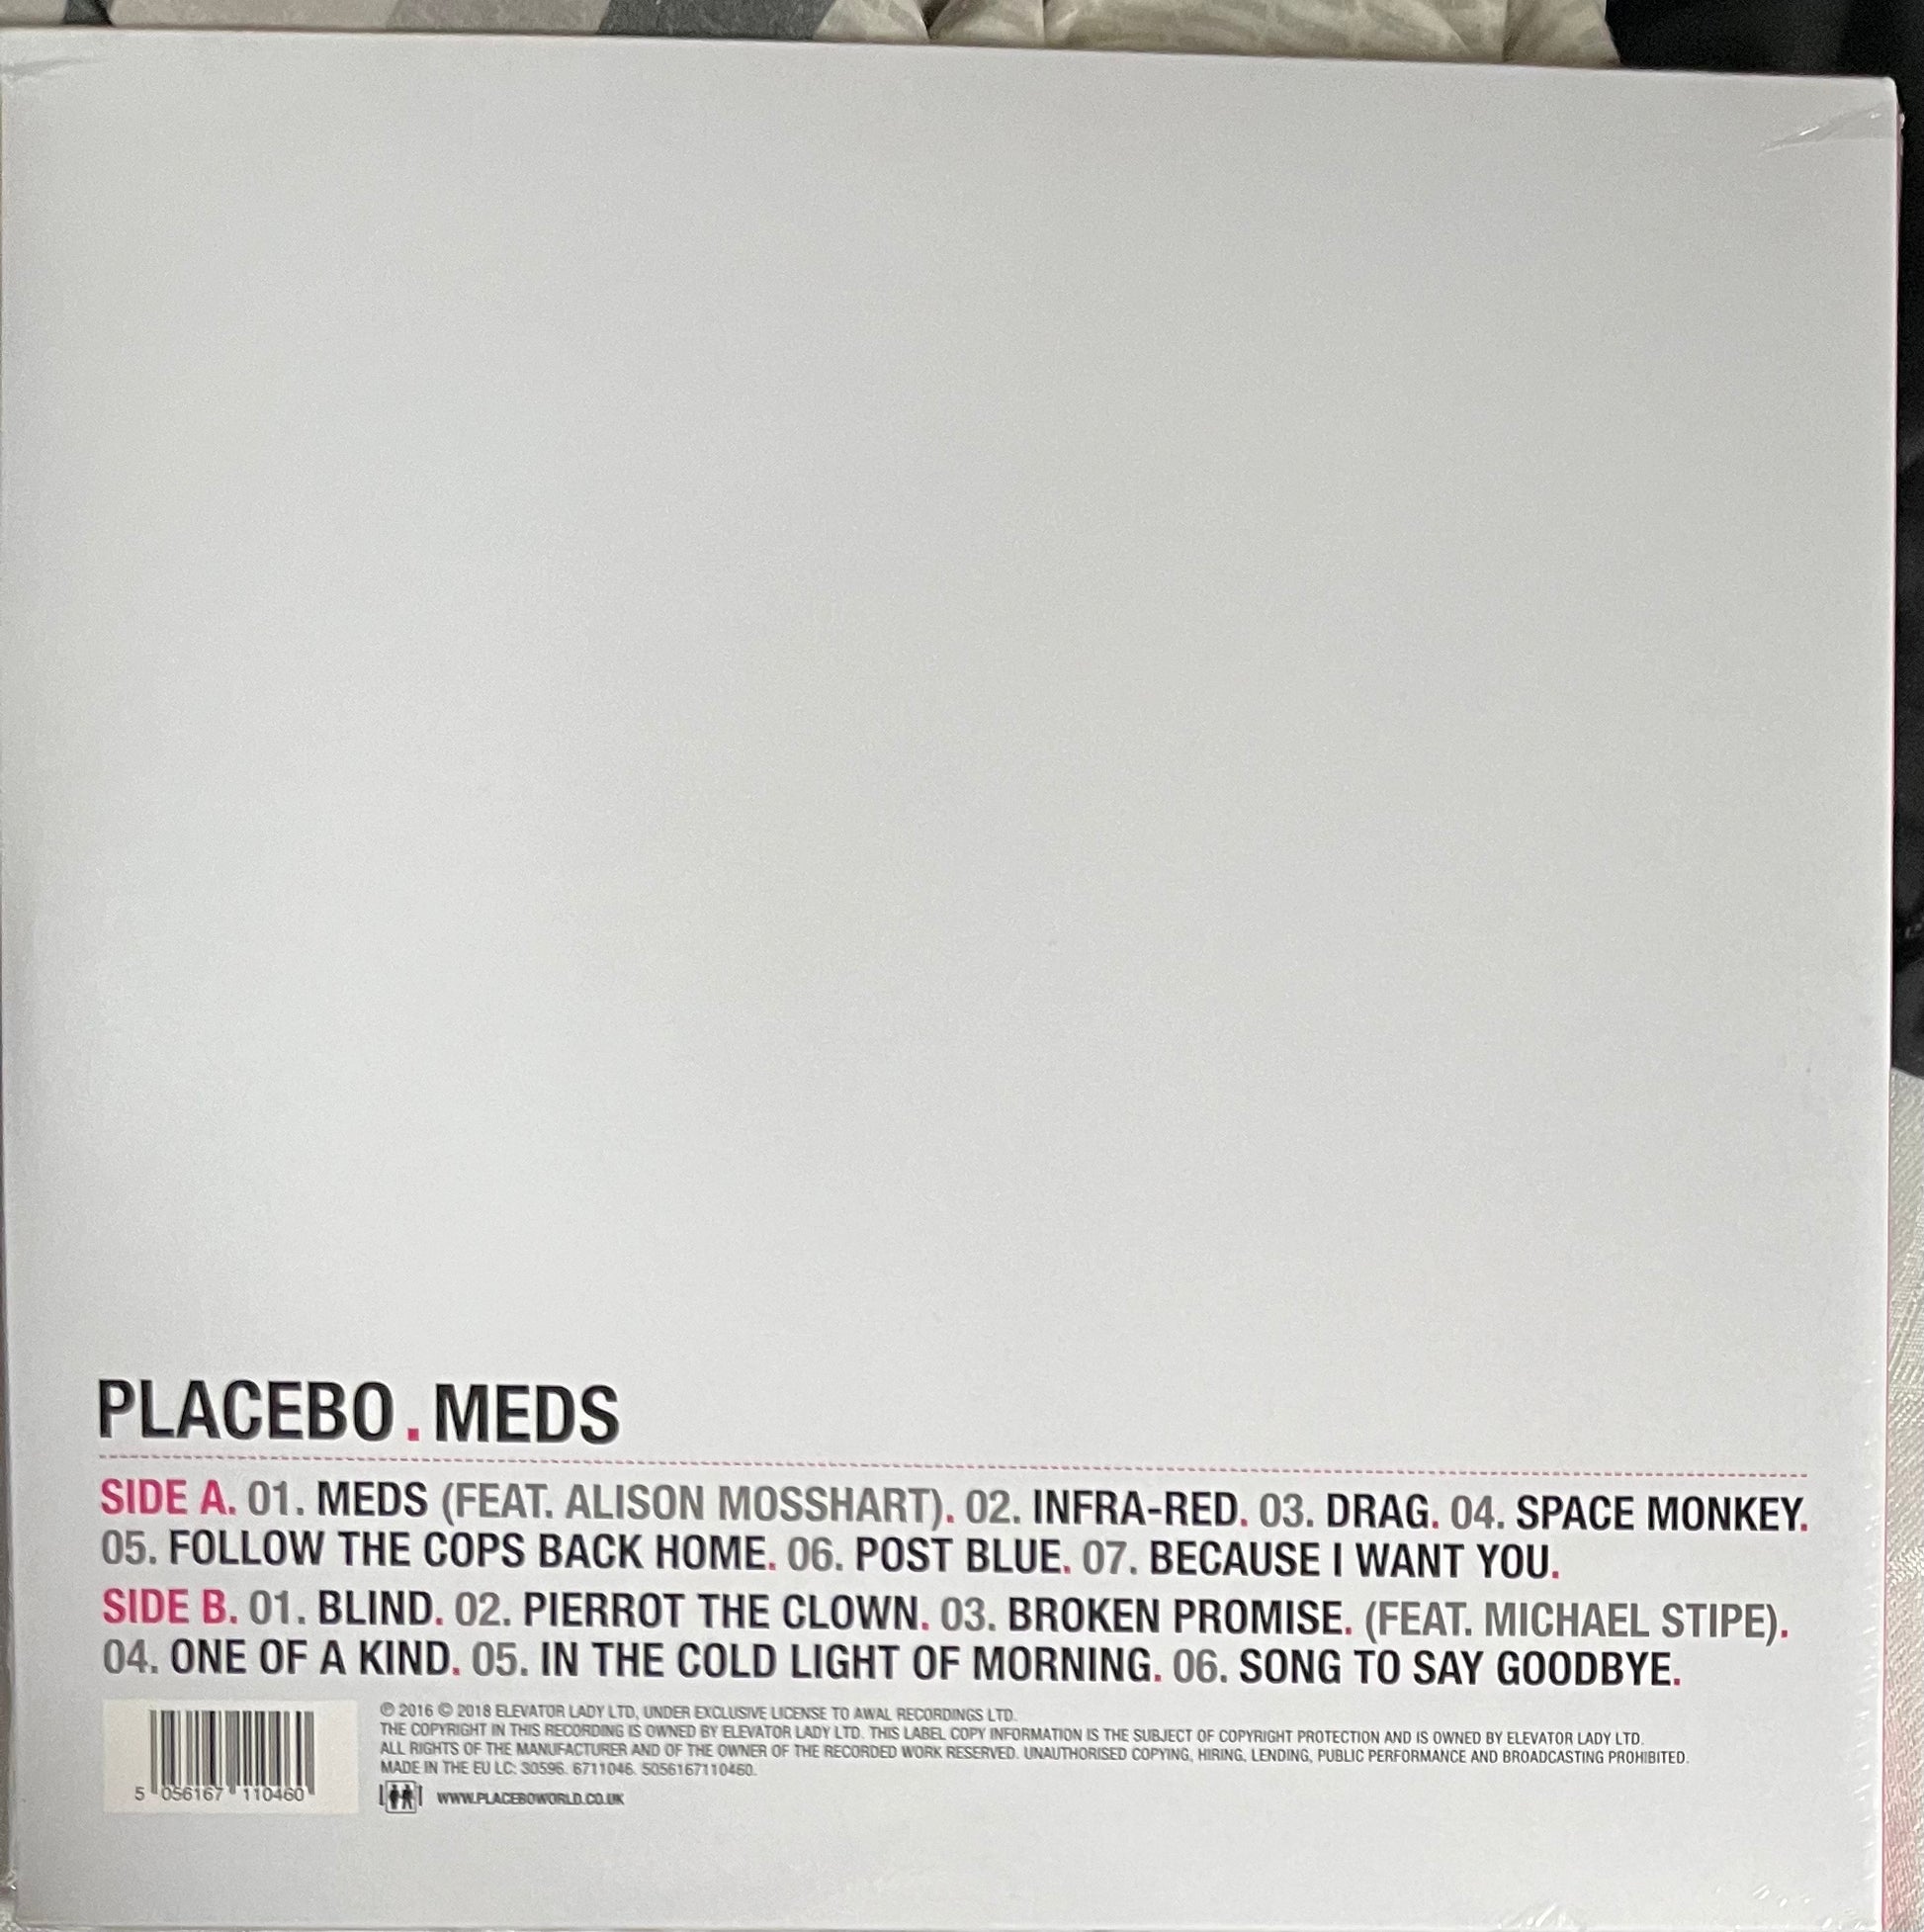 PLACEBO.MEDS
SIDE A. 01. MEDS (FEAT. ALISON MOSSHART). 02. INFRA-RED. 03. DRAG. 04. SPACE MONKEY.
05. FOLLOW THE COPS BACK HOME. 06. POST BLUE. 07. BECAUSE I WANT YOU.
SIDE B. 01. BLIND. 02. PIERROT THE CLOWN. 03. BROKEN PROMISE. (FEAT. MICHAEL STIPE).
04. ONE OF A KIND. 05. IN THE COLD LIGHT OF MORNING. 06. SONG TO SAY GOODBYE.
℗ 2016 © 2018 ELEVATOR LADY LTD, UNDER EXCLUSIVE LICENSE TO AWAL RECORDINGS LTD.
THE COPYRIGHT IN THIS RECORDING IS OWNED BY ELEVATOR LADY LTD. THIS LABEL COPY INFORMATION IS THE SUBJECT OF COPYRIGHT PROTECTION AND IS OWNED BY ELEVATOR LADY LTD.
ALL RIGHTS OF THE MANUFACTURER AND OF THE OWNER OF THE RECORDED WORK RESERVED. UNAUTHORISED COPYING, HIRING, LENDING, PUBLIC PERFORMANCE AND BROADCASTING PROHIBITED.
MADE IN THE EU LC: 30596. 6711046. 5056167110460.
5 056167 110460
WWW.PLACEBOWORLD.CO.UK